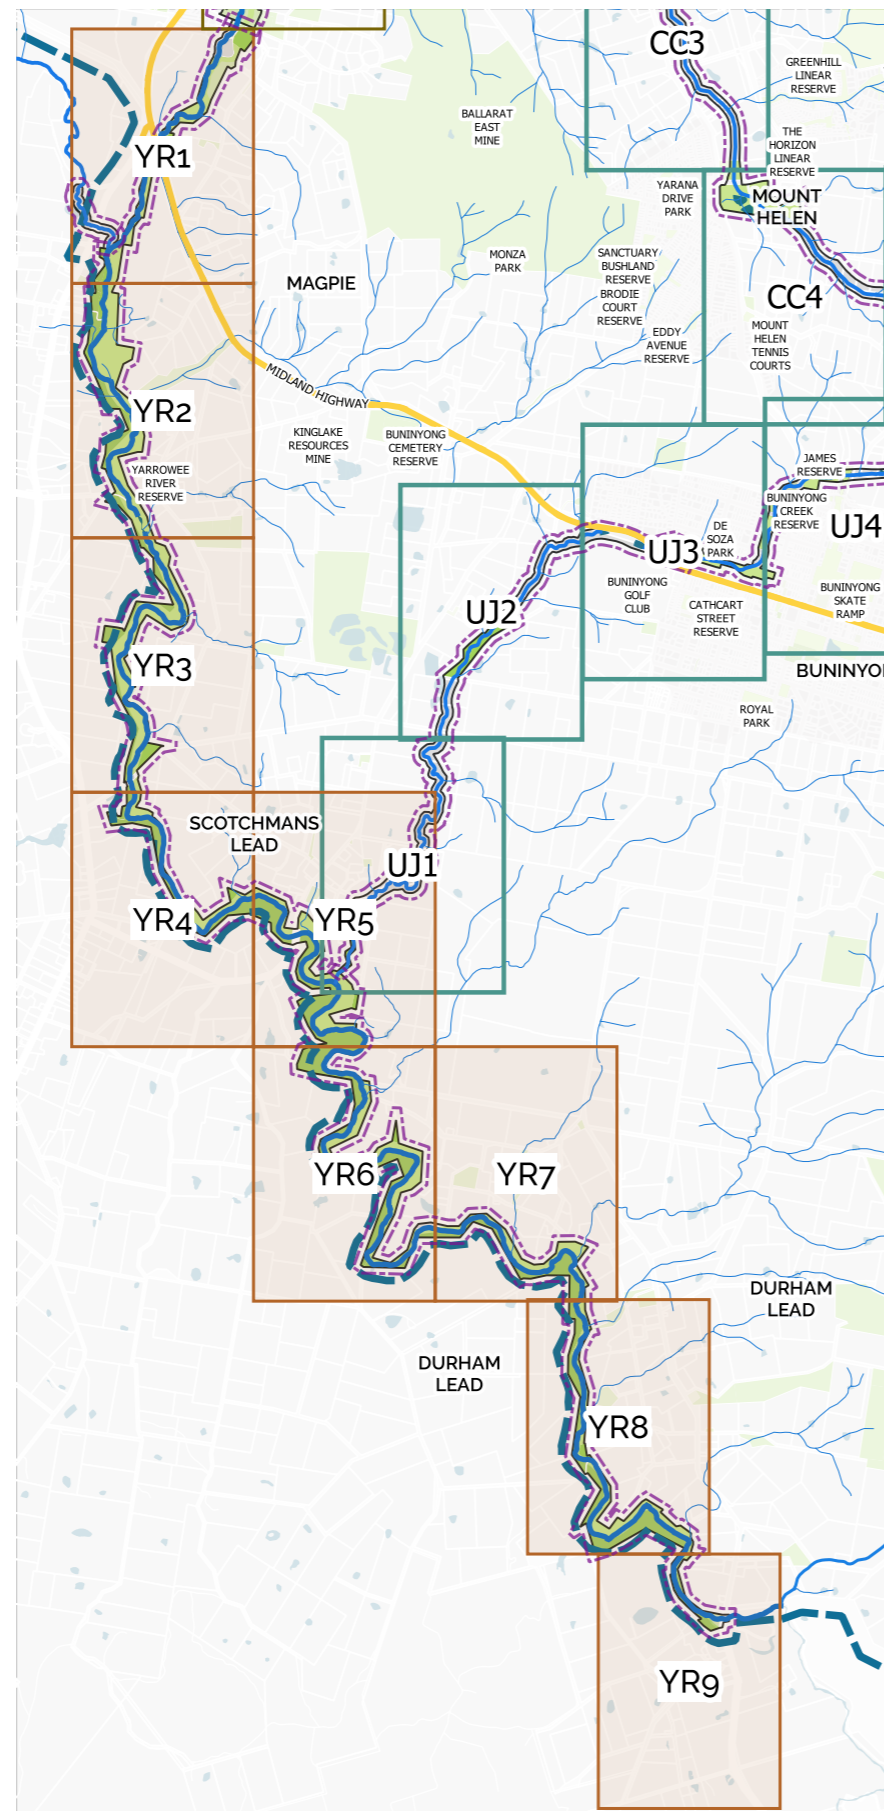 CC3
GREENHILL
LINEAR
RESERVE
BALLARAT
EAST
MINE
THE
HORIZON
LINEAR
RESERVE
YR1
YARANA
DRIVE
PARK
MOUNT
HELEN
MONZA
PARK
SANCTUARY
BUSHLAND
RESERVE
BRODIE
COURT
RESERVE
MAGPIE
CC4
EDDY
AVENUE
RESERVE
MOUNT
HELEN
TENNIS
COURTS
MIDLAND HIGHWAY
YR2
KINGLAKE
RESOURCES
MINE
BUNINYONG
CEMETERY
RESERVE
YARROWEE
RIVER
RESERVE
JAMES
RESERVE
BUNINYONG
CREEK
RESERVE
UJ4
DE
SOZA
PARK
UJ3
BUNINYONG
GOLF
CLUB
CATHCART
STREET
RESERVE
BUNINYONG
SKATE
RAMP
UJ2
YR3
BUNINYO
ROYAL
PARK
SCOTCHMANS
LEAD
UJ1
YR4
YR5
YR6
YR7
DURHAM
LEAD
DURHAM
LEAD
YR8
YR9